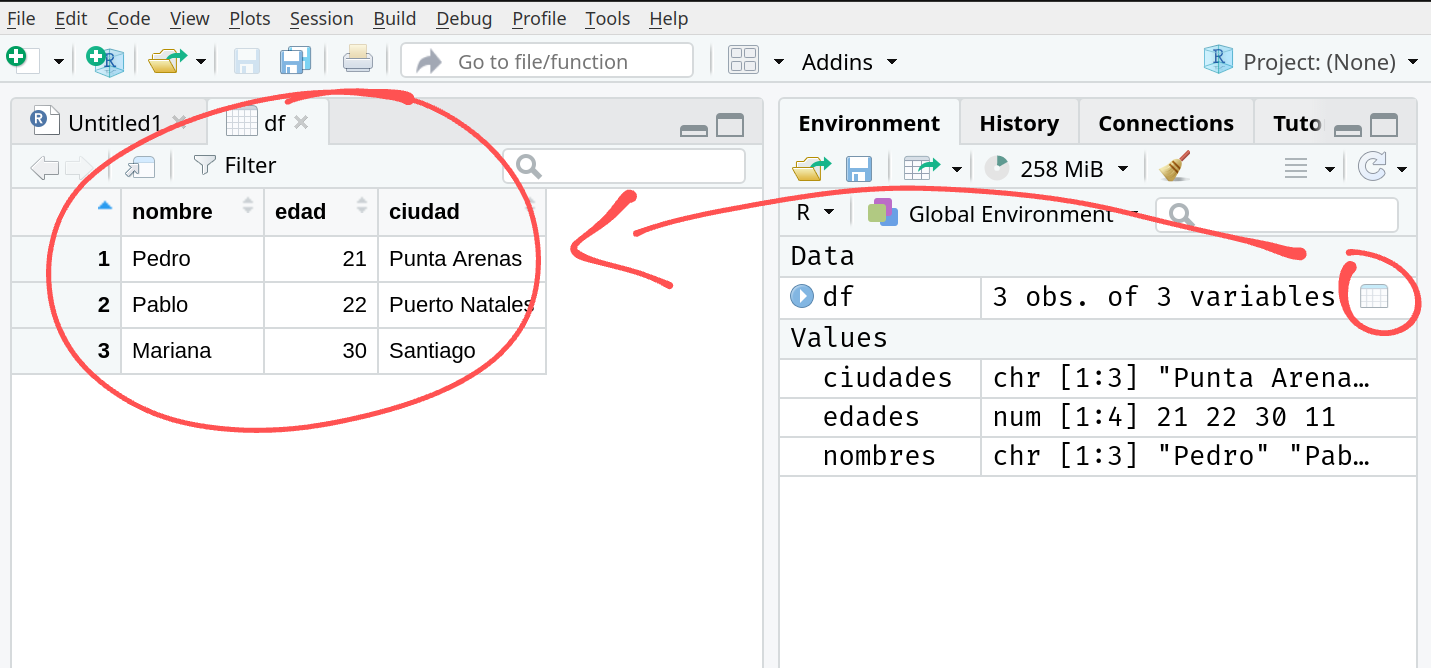 File Edit Code View Plots Session Build Debug Profile Tools Help
Go to file/function Addins Project: (None)
Untitled1 df
Filter
nombre edad ciudad
1 Pedro 21 Punta Arenas
2 Pablo 22 Puerto Natales
3 Mariana 30 Santiago
Environment History Connections Tuto
258 MiB
R Global Environment
Data
df 3 obs. of 3 variables
Values
ciudades chr [1:3] "Punta Arena…
edades num [1:4] 21 22 30 11
nombres chr [1:3] "Pedro" "Pab…